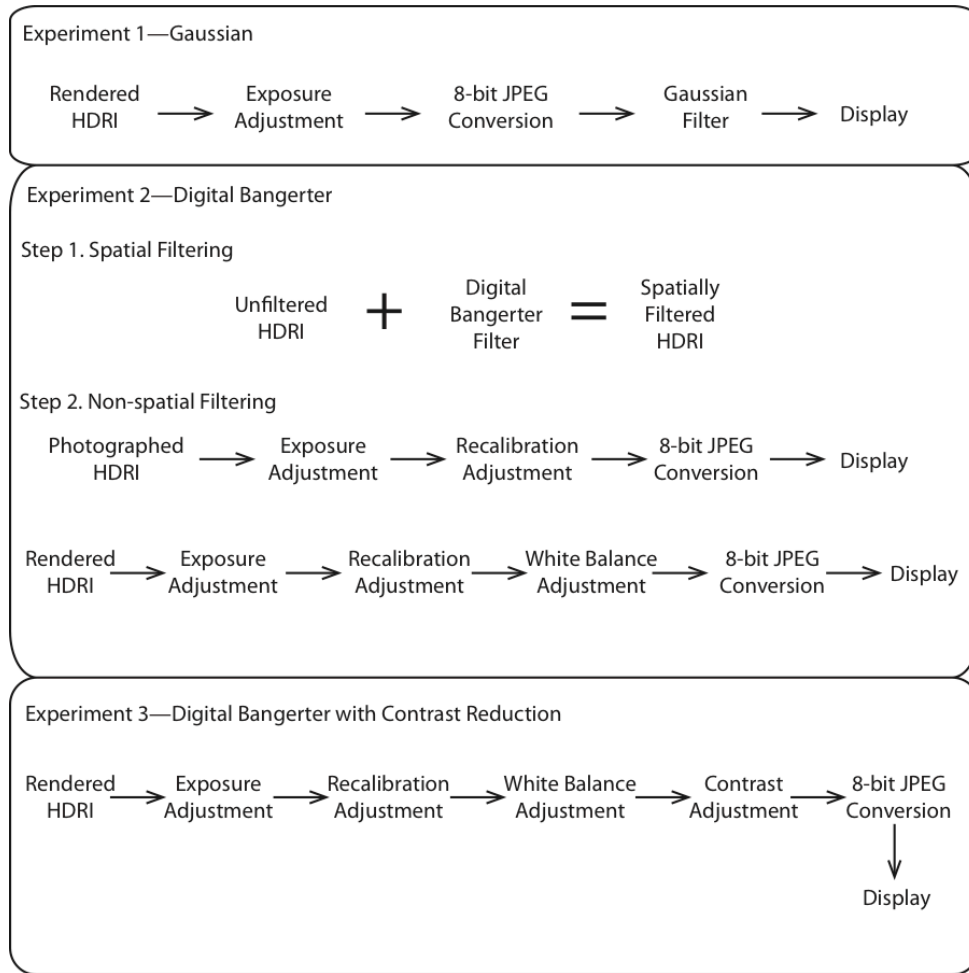 Experiment 1—Gaussian
Rendered
HDRI
Exposure
Adjustment
8-bit JPEG
Conversion
Gaussian
Filter
Display
Experiment 2—Digital Bangerter
Step 1. Spatial Filtering
Unfiltered
HDRI
+
Digital
Bangerter
Filter
=
Spatially
Filtered
HDRI
Step 2. Non-spatial Filtering
Photographed
HDRI
Exposure
Adjustment
Recalibration
Adjustment
8-bit JPEG
Conversion
Display
Rendered
HDRI
Exposure
Adjustment
Recalibration
Adjustment
White Balance
Adjustment
8-bit JPEG
Conversion
Display
Experiment 3—Digital Bangerter with Contrast Reduction
Rendered
HDRI
Exposure
Adjustment
Recalibration
Adjustment
White Balance
Adjustment
Contrast
Adjustment
8-bit JPEG
Conversion
Display